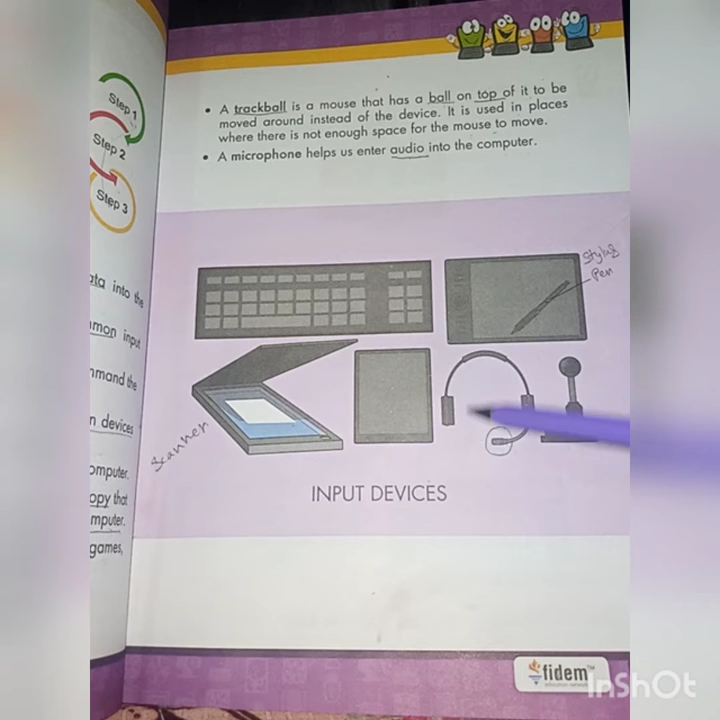 Step 1
Step 2
Step 3
ata into the
mon input
mmand the
n devices
omputer.
opy that
mputer.
games,
• A trackball is a mouse that has a ball on top of it to be
moved around instead of the device. It is used in places
where there is not enough space for the mouse to move.
• A microphone helps us enter audio into the computer.
Stylus
Pen
Scanner
INPUT DEVICES
fidem™
education network
InShOt